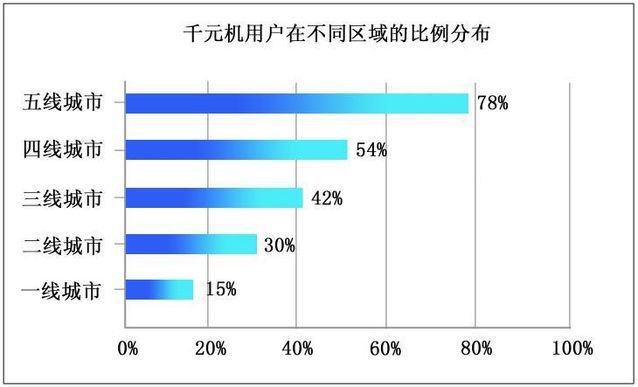 千元机用户在不同区域的比例分布
五线城市 78%
四线城市 54%
三线城市 42%
二线城市 30%
一线城市 15%
0% 20% 40% 60% 80% 100%